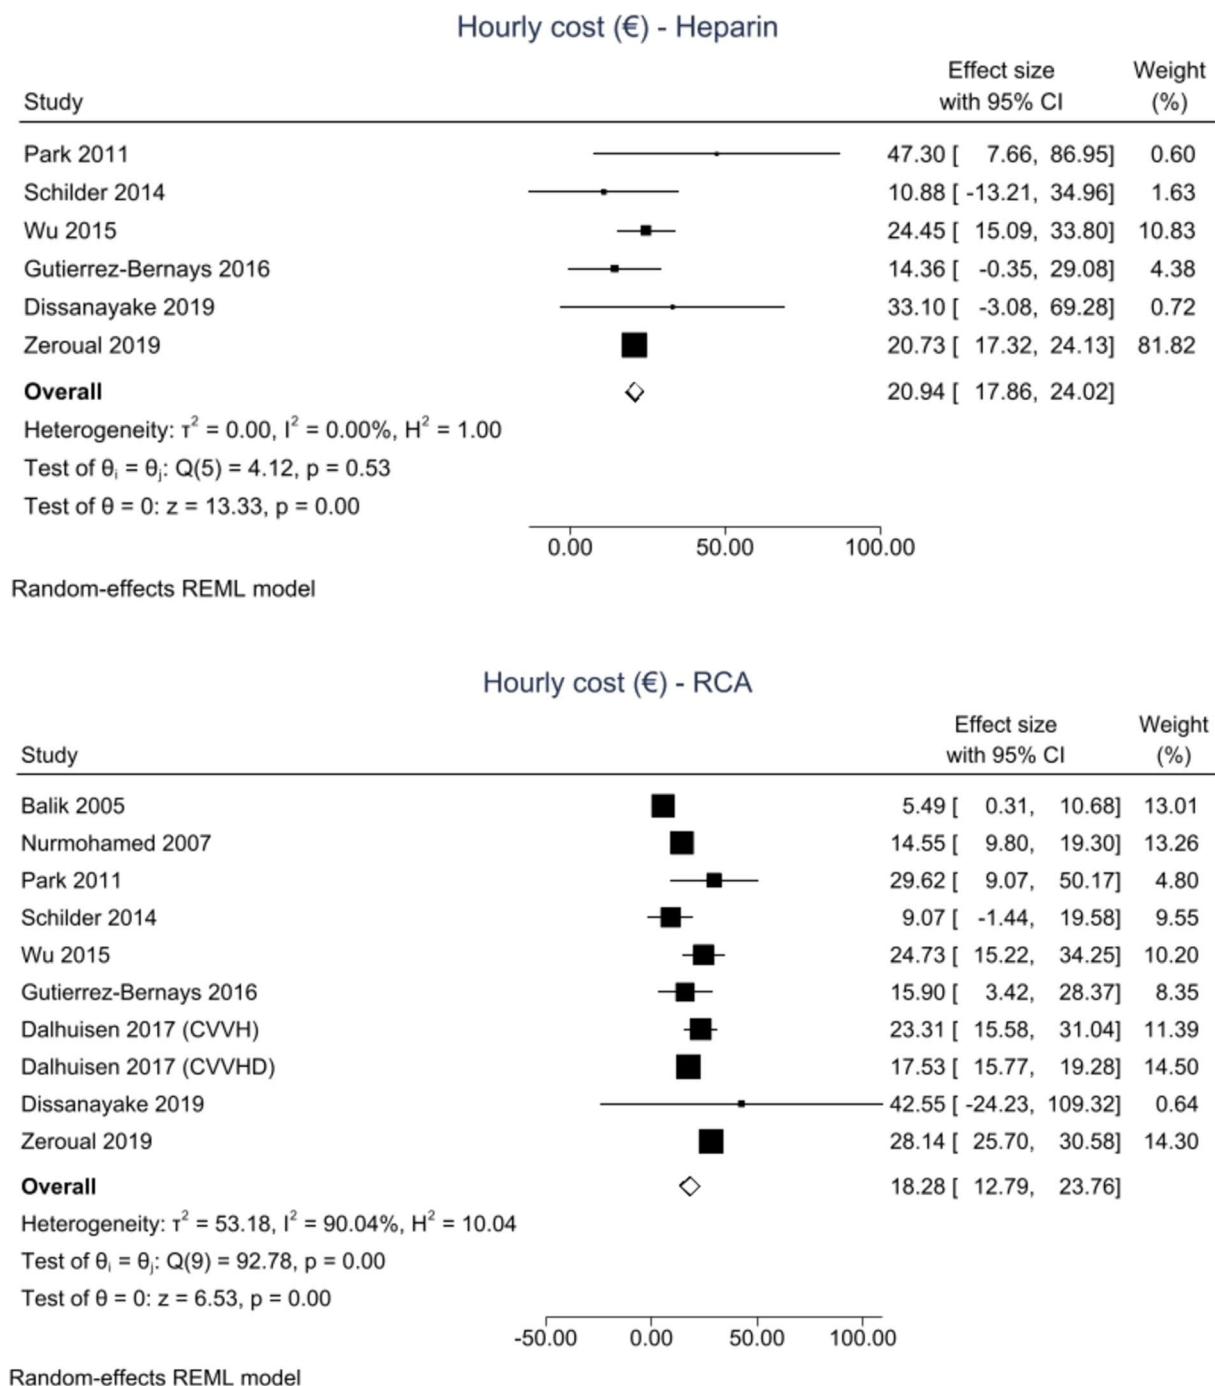 Hourly cost (€) - Heparin
Effect size Weight
Study with 95% CI (%)
Park 2011 47.30 [ 7.66, 86.95] 0.60
Schilder 2014 10.88 [ -13.21, 34.96] 1.63
Wu 2015 24.45 [ 15.09, 33.80] 10.83
Gutierrez-Bernays 2016 14.36 [ -0.35, 29.08] 4.38
Dissanayake 2019 33.10 [ -3.08, 69.28] 0.72
Zeroual 2019 20.73 [ 17.32, 24.13] 81.82
Overall 20.94 [ 17.86, 24.02]
Heterogeneity: τ² = 0.00, I² = 0.00%, H² = 1.00
Test of θᵢ = θⱼ: Q(5) = 4.12, p = 0.53
Test of θ = 0: z = 13.33, p = 0.00
0.00 50.00 100.00
Random-effects REML model
Hourly cost (€) - RCA
Effect size Weight
Study with 95% CI (%)
Balik 2005 5.49 [ 0.31, 10.68] 13.01
Nurmohamed 2007 14.55 [ 9.80, 19.30] 13.26
Park 2011 29.62 [ 9.07, 50.17] 4.80
Schilder 2014 9.07 [ -1.44, 19.58] 9.55
Wu 2015 24.73 [ 15.22, 34.25] 10.20
Gutierrez-Bernays 2016 15.90 [ 3.42, 28.37] 8.35
Dalhuisen 2017 (CVVH) 23.31 [ 15.58, 31.04] 11.39
Dalhuisen 2017 (CVVHD) 17.53 [ 15.77, 19.28] 14.50
Dissanayake 2019 42.55 [ -24.23, 109.32] 0.64
Zeroual 2019 28.14 [ 25.70, 30.58] 14.30
Overall 18.28 [ 12.79, 23.76]
Heterogeneity: τ² = 53.18, I² = 90.04%, H² = 10.04
Test of θᵢ = θⱼ: Q(9) = 92.78, p = 0.00
Test of θ = 0: z = 6.53, p = 0.00
-50.00 0.00 50.00 100.00
Random-effects REML model